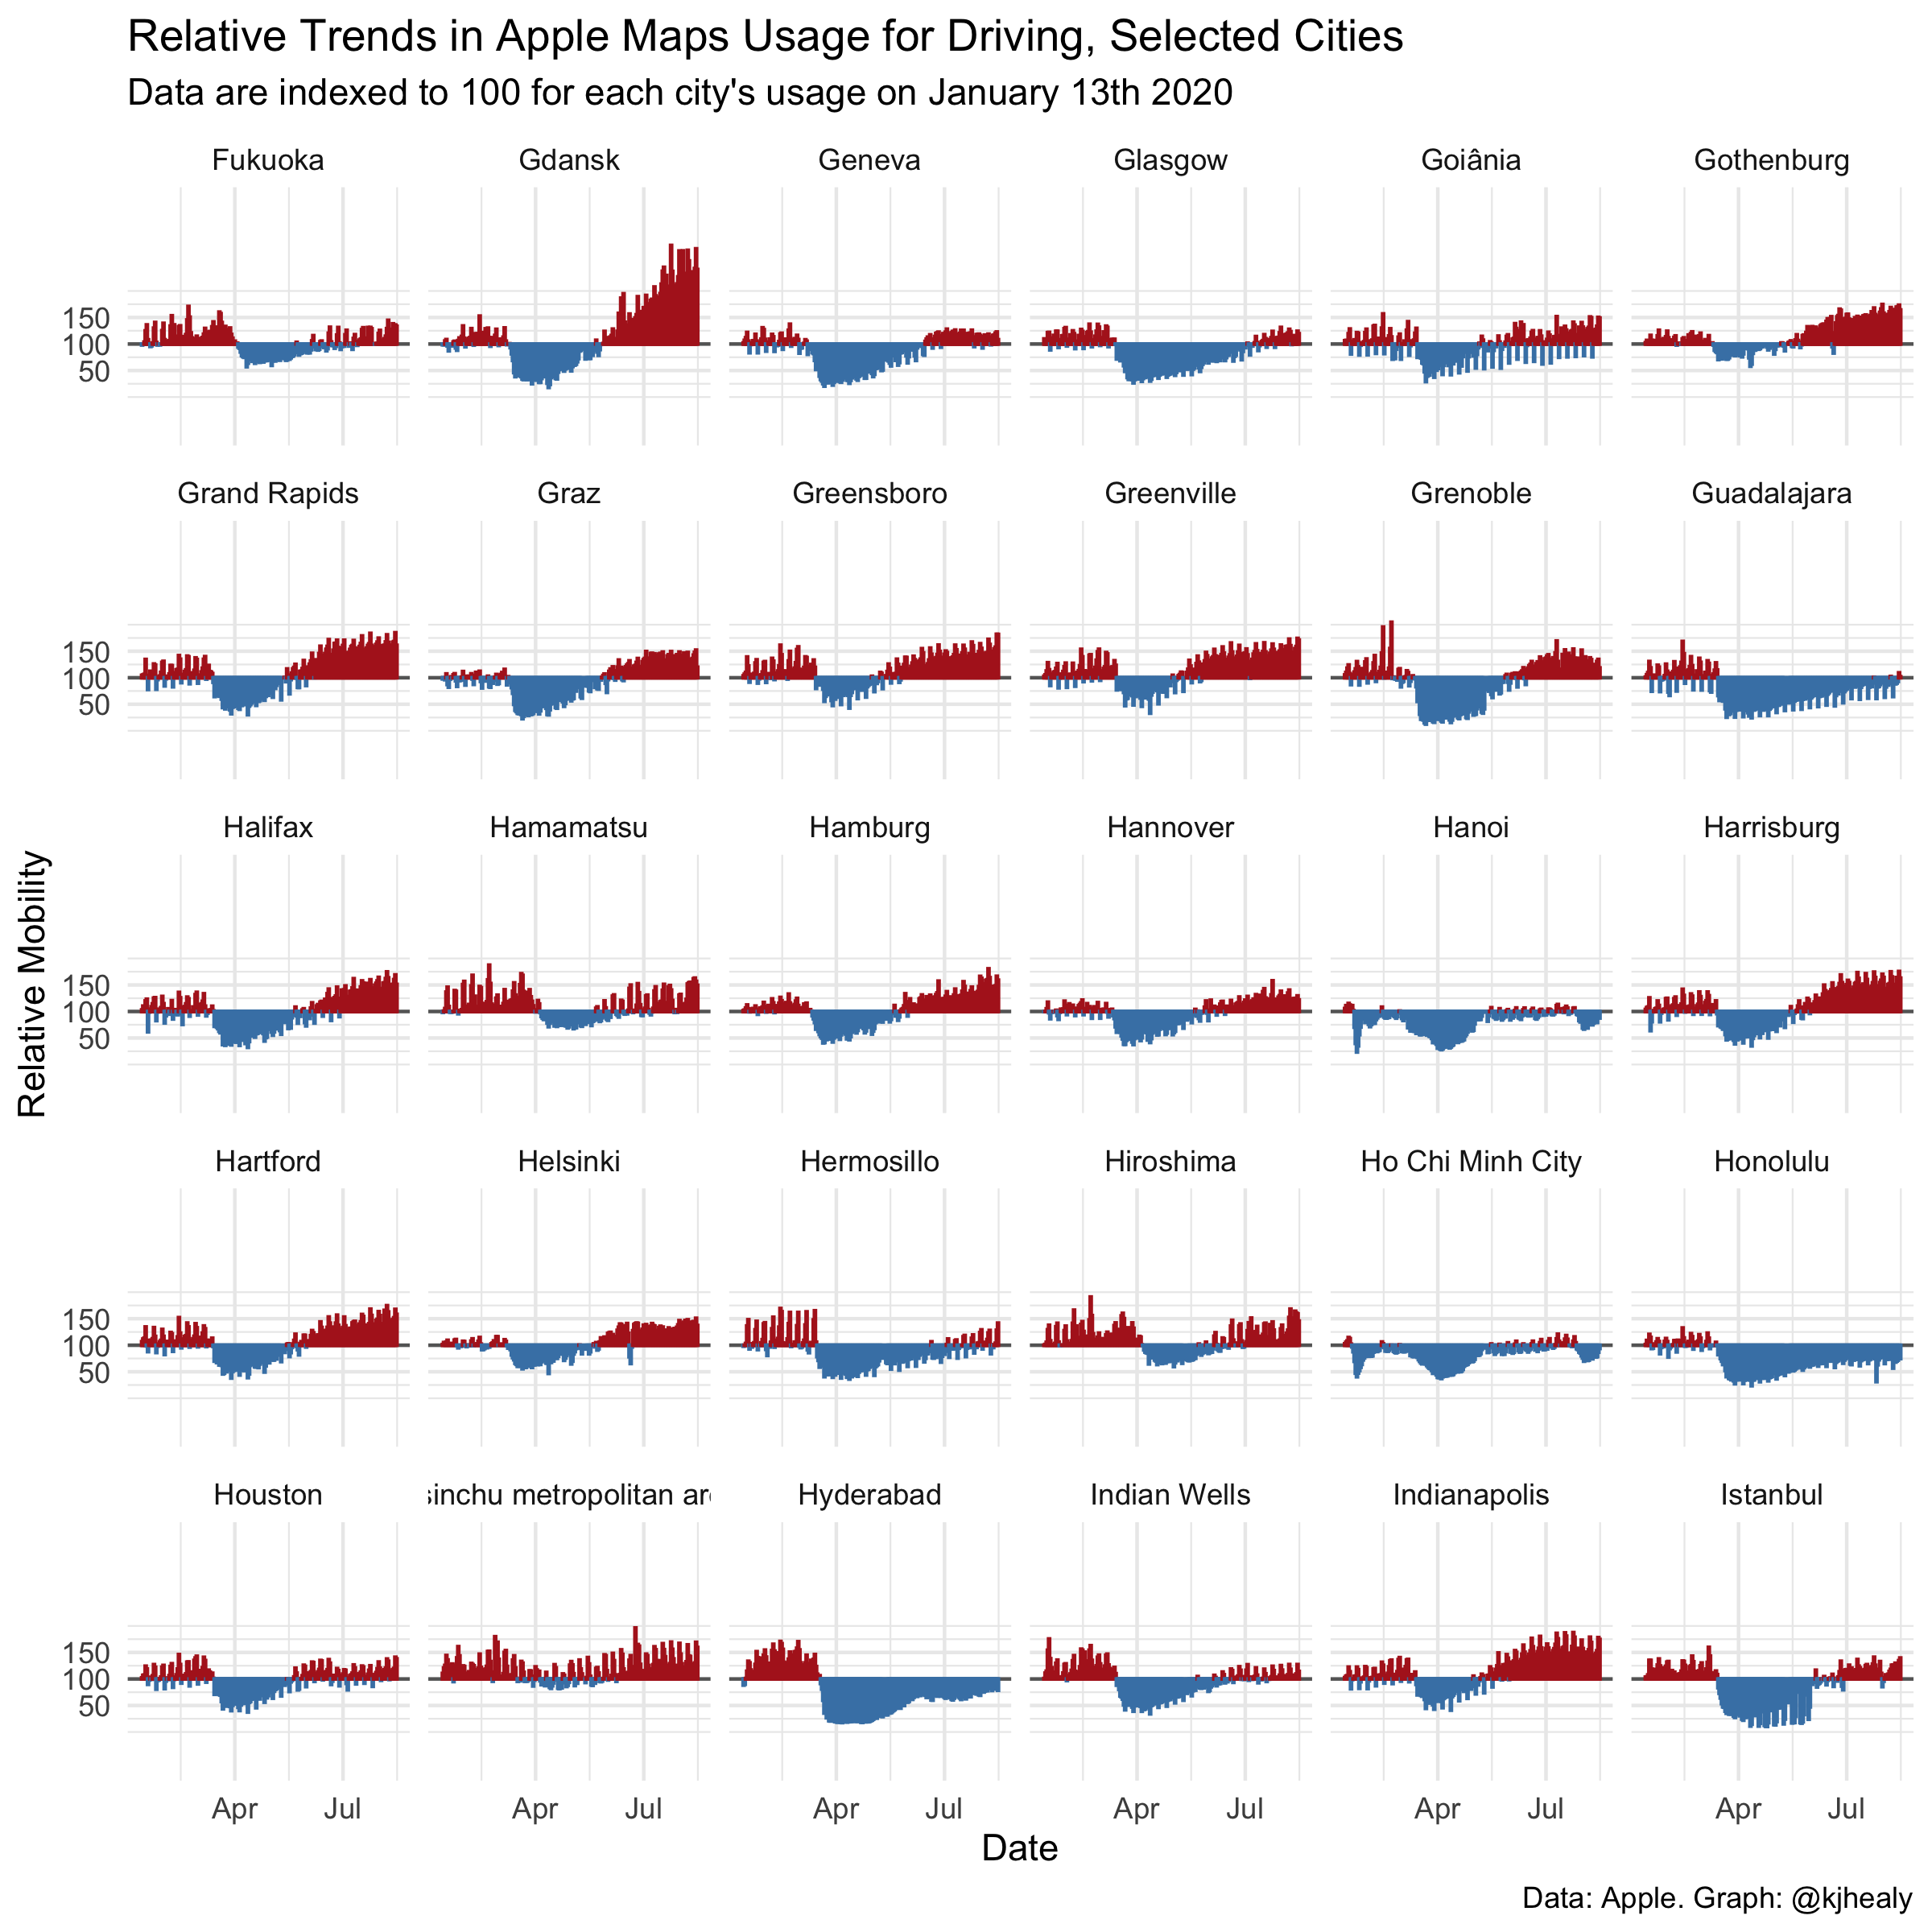 Relative Trends in Apple Maps Usage for Driving, Selected Cities
Data are indexed to 100 for each city's usage on January 13th 2020
Fukuoka Gdansk Geneva Glasgow Goiânia Gothenburg
150
100
50
Grand Rapids Graz Greensboro Greenville Grenoble Guadalajara
150
100
50
Relative Mobility
Halifax Hamamatsu Hamburg Hannover Hanoi Harrisburg
150
100
50
Hartford Helsinki Hermosillo Hiroshima Ho Chi Minh City Honolulu
150
100
50
Houston sinchu metropolitan are Hyderabad Indian Wells Indianapolis Istanbul
150
100
50
Apr Jul Apr Jul Apr Jul Apr Jul Apr Jul Apr Jul
Date
Data: Apple. Graph: @kjhealy